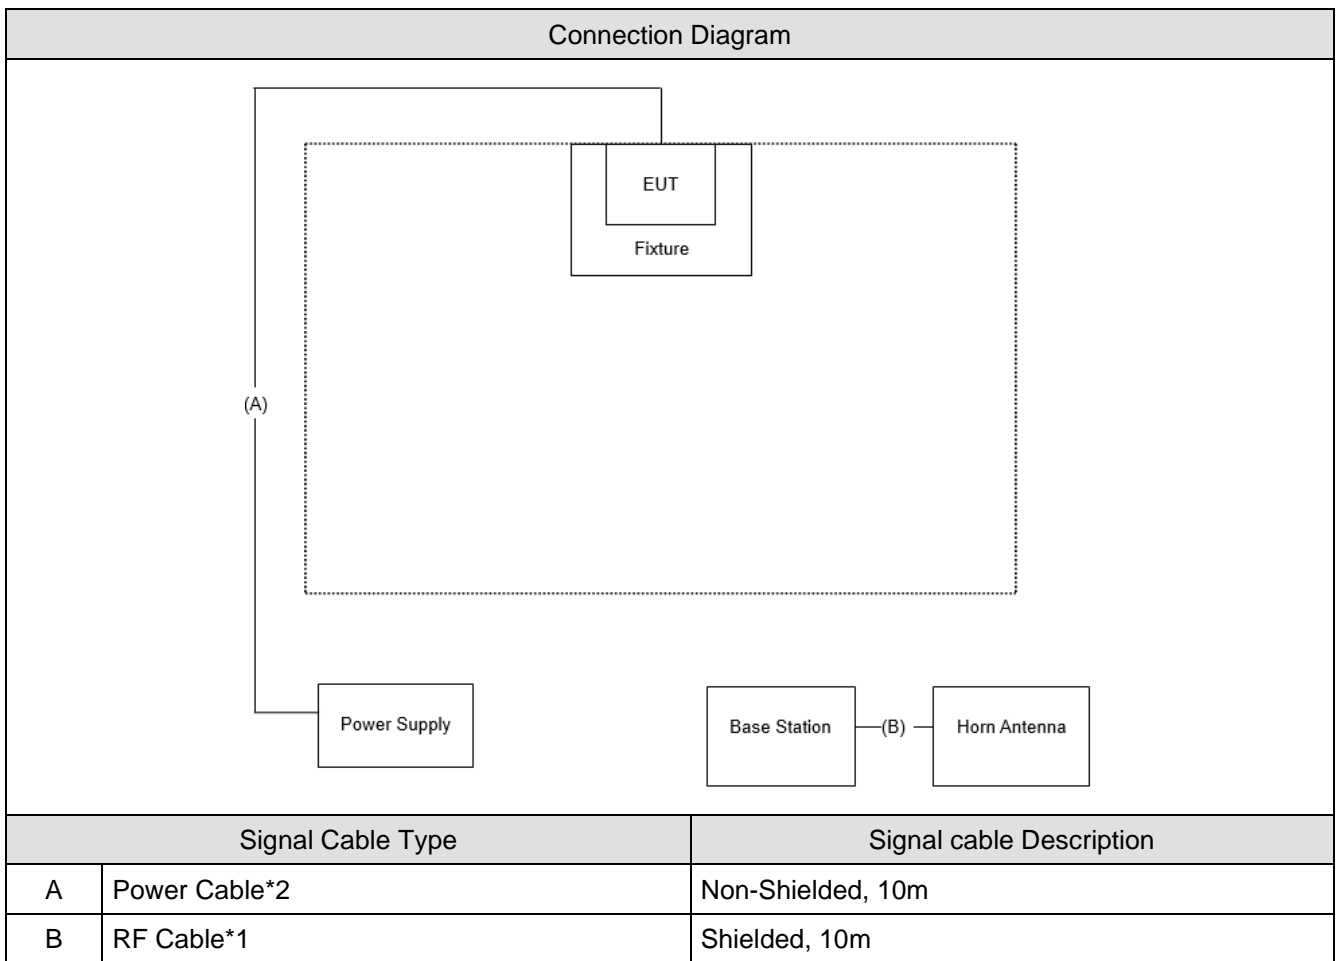 Connection Diagram
EUT
Fixture
(A)
Power Supply
Base Station
(B)
Horn Antenna
Signal Cable Type
Signal cable Description
A
Power Cable*2
Non-Shielded, 10m
B
RF Cable*1
Shielded, 10m